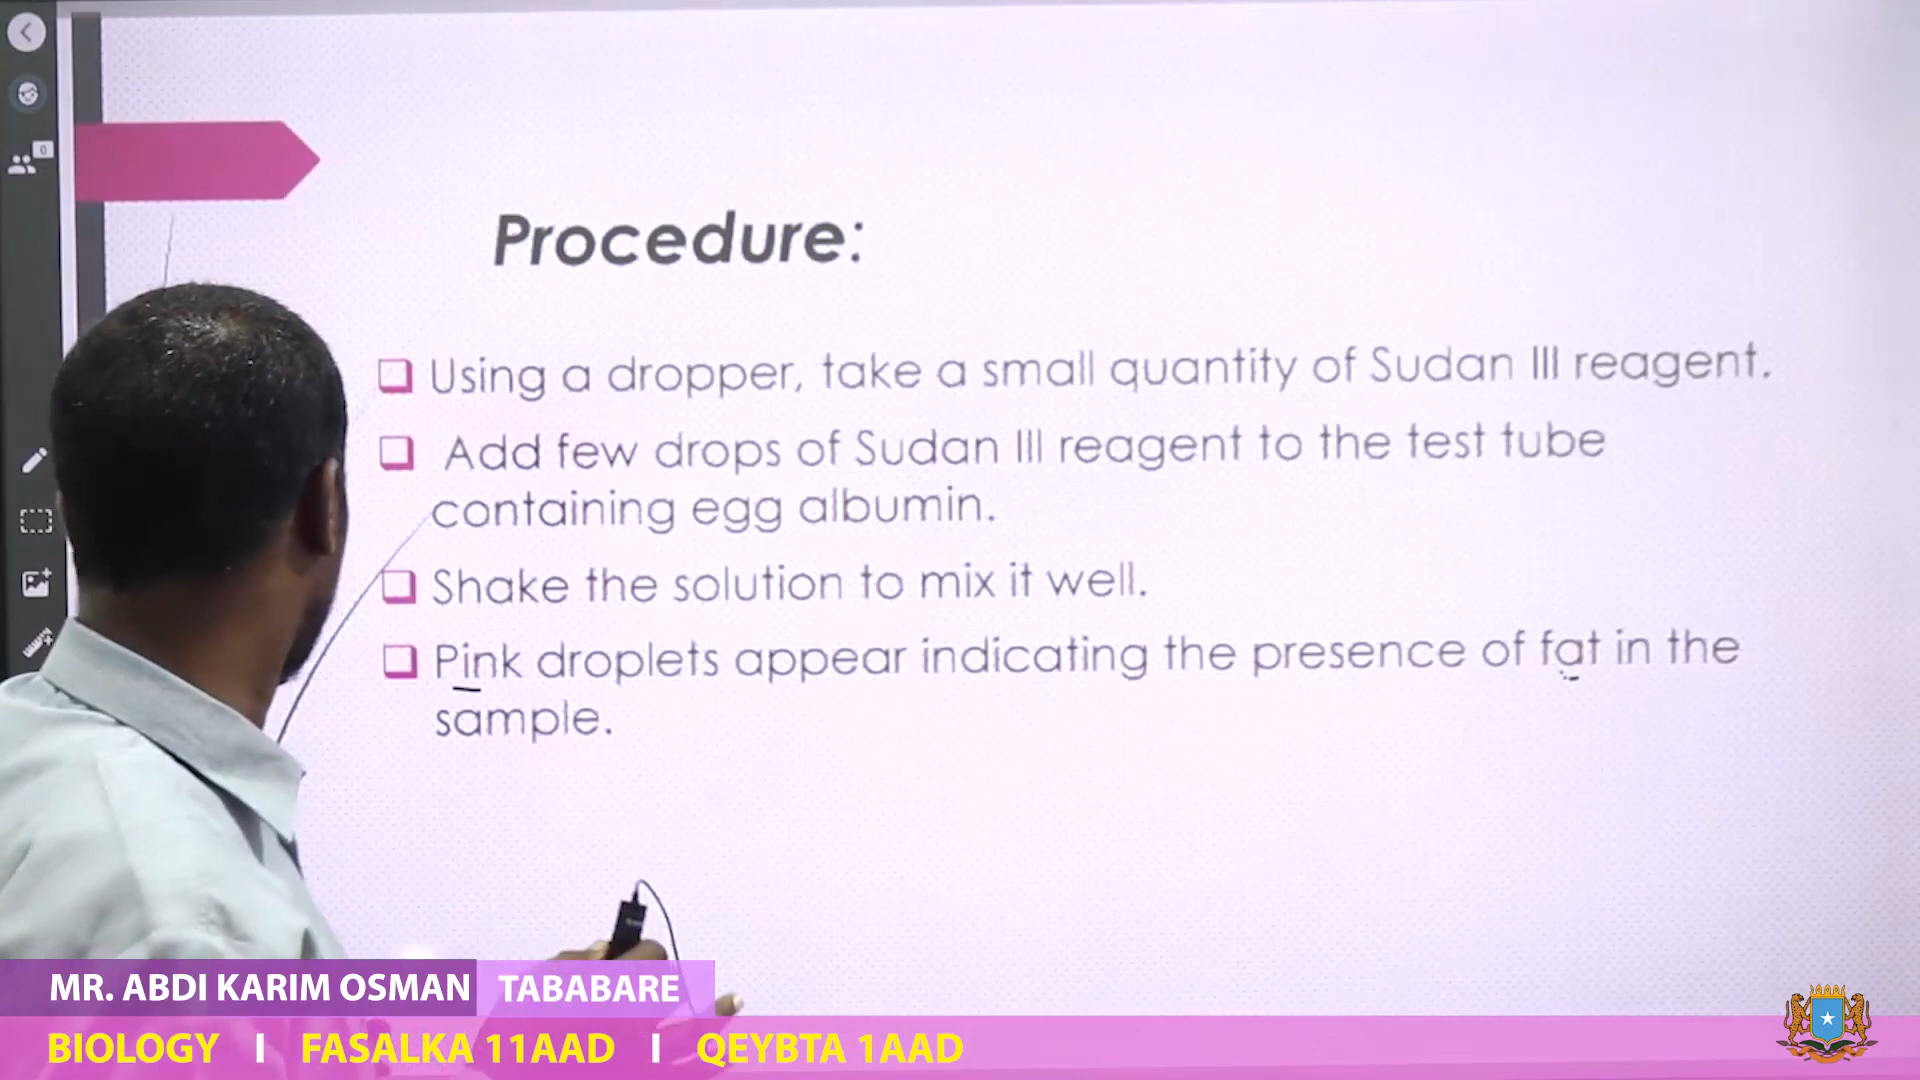 0
Procedure:
Using a dropper, take a small quantity of Sudan III reagent.
Add few drops of Sudan III reagent to the test tube
containing egg albumin.
Shake the solution to mix it well.
Pink droplets appear indicating the presence of fat in the
sample.
MR. ABDI KARIM OSMAN TABABARE
BIOLOGY I FASALKA 11AAD I QEYBTA 1AAD